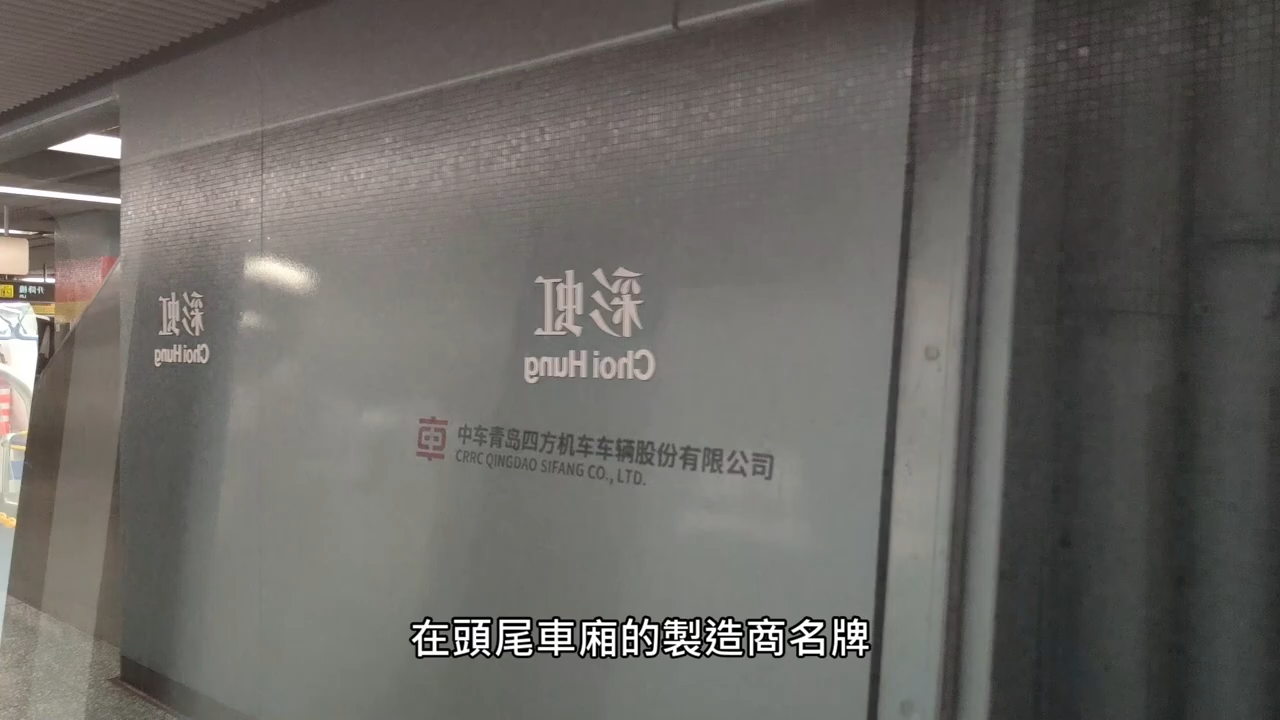 彩虹
Choi Hung
彩虹
Choi Hung
車
中车青岛四方机车车辆股份有限公司
CRRC QINGDAO SIFANG CO., LTD.
在頭尾車廂的製造商名牌